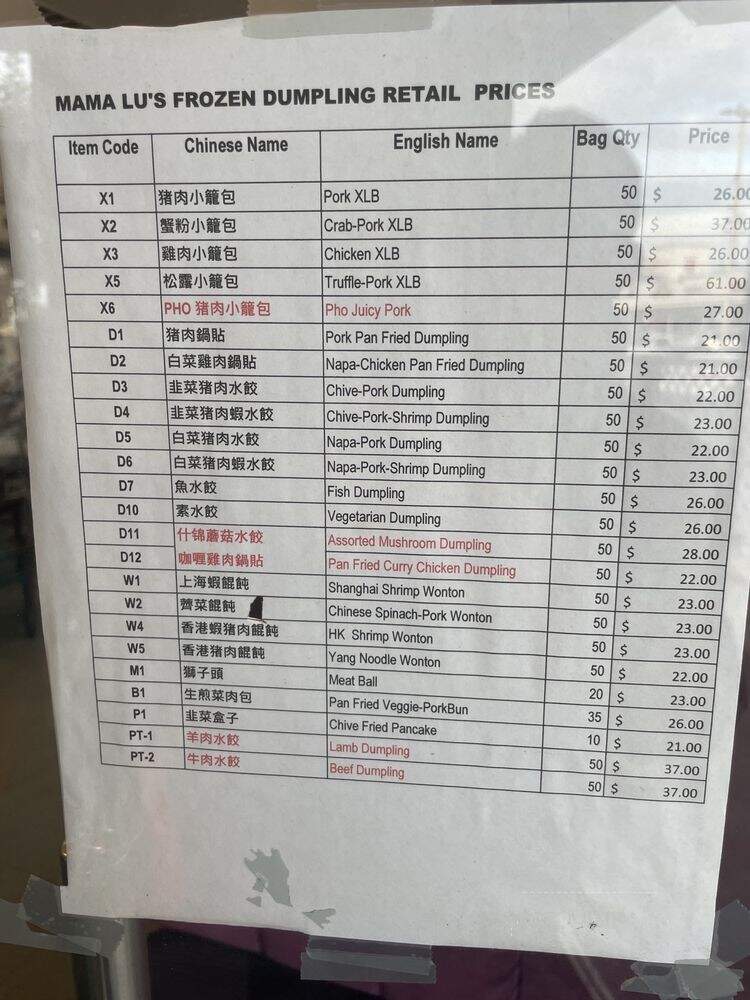 MAMA LU'S FROZEN DUMPLING RETAIL PRICES
Item Code Chinese Name English Name Bag Qty Price
X1 猪肉小籠包 Pork XLB 50 $ 26.00
X2 蟹粉小籠包 Crab-Pork XLB 50 $ 37.00
X3 雞肉小籠包 Chicken XLB 50 $ 26.00
X5 松露小籠包 Truffle-Pork XLB 50 $ 61.00
X6 PHO 猪肉小籠包 Pho Juicy Pork 50 $ 27.00
D1 猪肉鍋貼 Pork Pan Fried Dumpling 50 $ 21.00
D2 白菜雞肉鍋貼 Napa-Chicken Pan Fried Dumpling 50 $ 21.00
D3 韭菜猪肉水餃 Chive-Pork Dumpling 50 $ 22.00
D4 韭菜猪肉蝦水餃 Chive-Pork-Shrimp Dumpling 50 $ 23.00
D5 白菜猪肉水餃 Napa-Pork Dumpling 50 $ 22.00
D6 白菜猪肉蝦水餃 Napa-Pork-Shrimp Dumpling 50 $ 23.00
D7 魚水餃 Fish Dumpling 50 $ 26.00
D10 素水餃 Vegetarian Dumpling 50 $ 26.00
D11 什锦蘑菇水餃 Assorted Mushroom Dumpling 50 $ 28.00
D12 咖喱雞肉鍋貼 Pan Fried Curry Chicken Dumpling 50 $ 22.00
W1 上海蝦餛飩 Shanghai Shrimp Wonton 50 $ 23.00
W2 薺菜餛飩 Chinese Spinach-Pork Wonton 50 $ 23.00
W4 香港蝦猪肉餛飩 HK Shrimp Wonton 50 $ 23.00
W5 香港猪肉餛飩 Yang Noodle Wonton 50 $ 22.00
M1 獅子頭 Meat Ball 20 $ 23.00
B1 生煎菜肉包 Pan Fried Veggie-PorkBun 35 $ 26.00
P1 韭菜盒子 Chive Fried Pancake 10 $ 21.00
PT-1 羊肉水餃 Lamb Dumpling 50 $ 37.00
PT-2 牛肉水餃 Beef Dumpling 50 $ 37.00